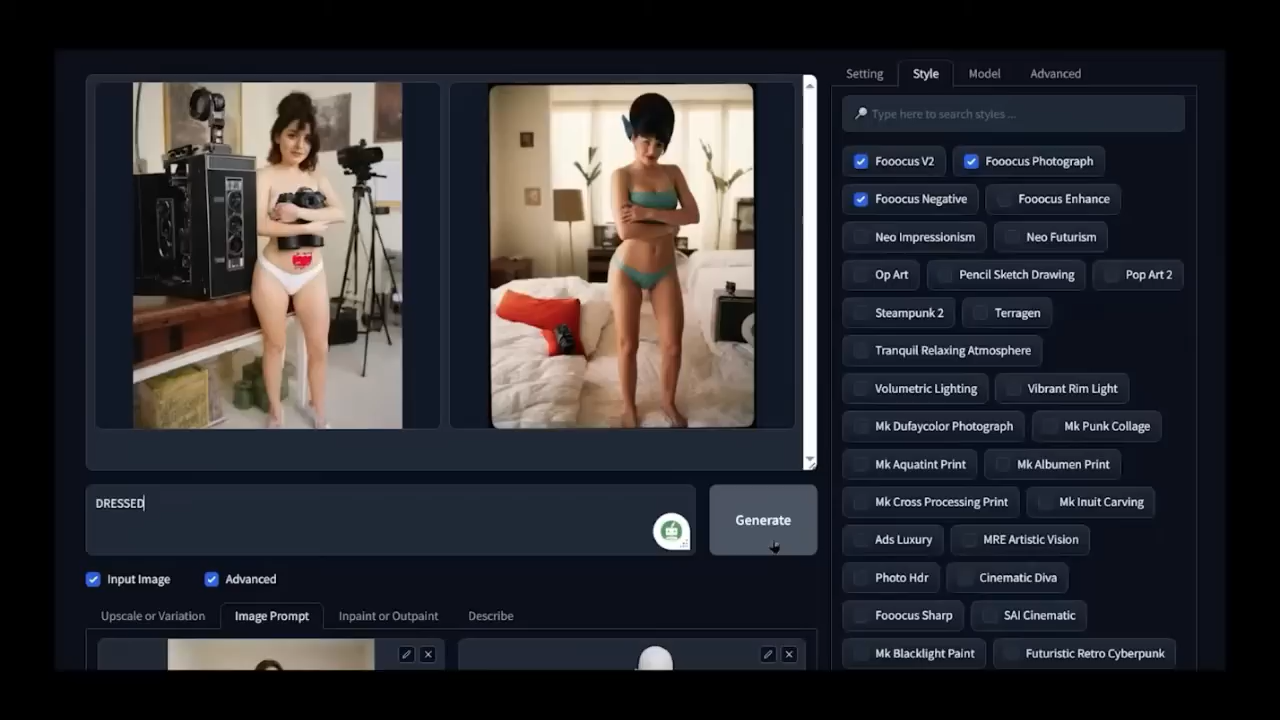 Setting Style Model Advanced
Type here to search styles ...
Fooocus V2 Fooocus Photograph
Fooocus Negative Fooocus Enhance
Neo Impressionism Neo Futurism
Op Art Pencil Sketch Drawing Pop Art 2
Steampunk 2 Terragen
Tranquil Relaxing Atmosphere
Volumetric Lighting Vibrant Rim Light
Mk Dufaycolor Photograph Mk Punk Collage
Mk Aquatint Print Mk Albumen Print
Mk Cross Processing Print Mk Inuit Carving
Ads Luxury MRE Artistic Vision
Photo Hdr Cinematic Diva
Fooocus Sharp SAI Cinematic
Mk Blacklight Paint Futuristic Retro Cyberpunk
DRESSED
Generate
Input Image Advanced
Upscale or Variation Image Prompt Inpaint or Outpaint Describe